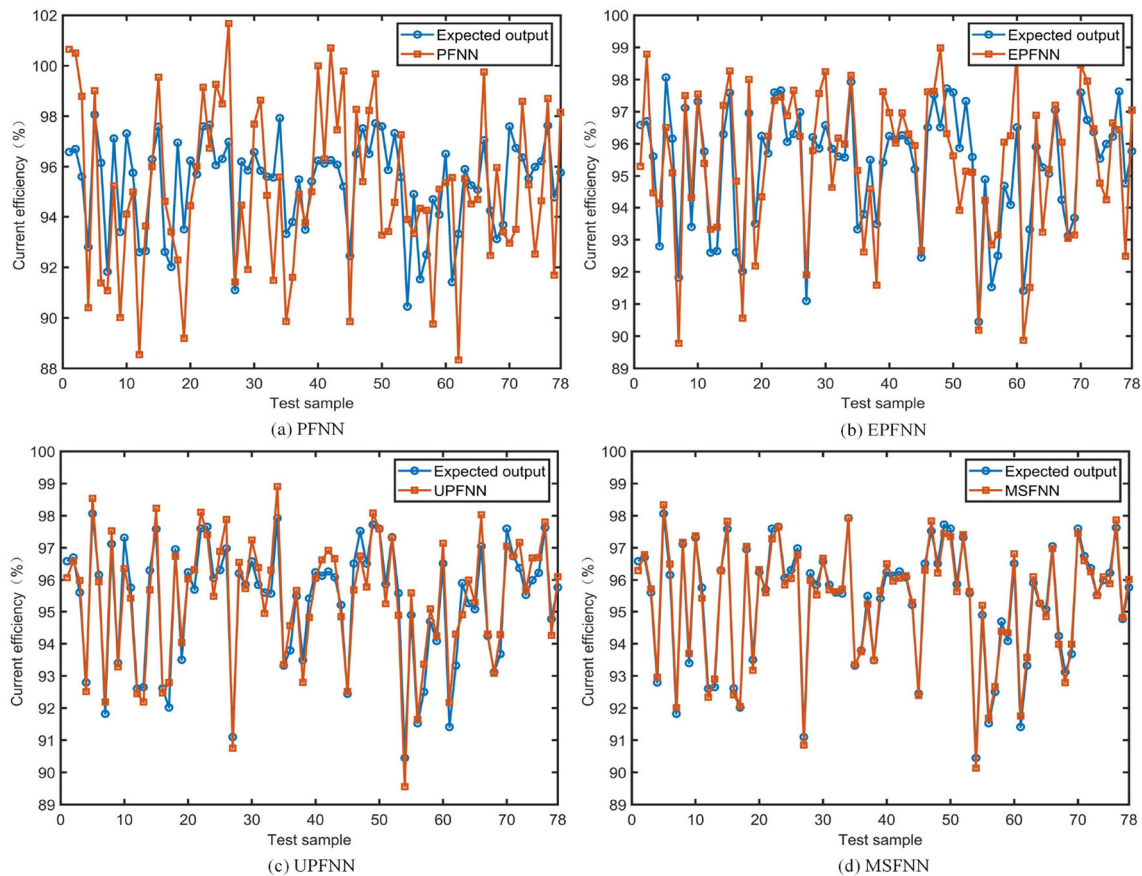 102
100
98
96
94
92
90
88
Current efficiency（%）
Expected output
PFNN
0 10 20 30 40 50 60 70 78
Test sample
(a) PFNN
100
99
98
97
96
95
94
93
92
91
90
89
Current efficiency（%）
Expected output
EPFNN
0 10 20 30 40 50 60 70 78
Test sample
(b) EPFNN
100
99
98
97
96
95
94
93
92
91
90
89
Current efficiency（%）
Expected output
UPFNN
0 10 20 30 40 50 60 70 78
Test sample
(c) UPFNN
100
99
98
97
96
95
94
93
92
91
90
89
Current efficiency（%）
Expected output
MSFNN
0 10 20 30 40 50 60 70 78
Test sample
(d) MSFNN